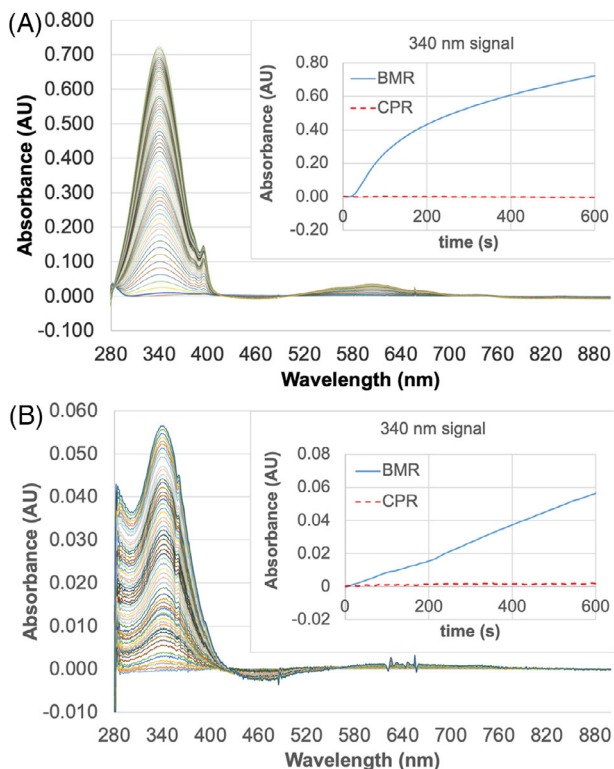 (A)
0.800
0.700
0.600
0.500
0.400
0.300
0.200
0.100
0.000
-0.100
Absorbance (AU)
280 340 400 460 520 580 640 700 760 820 880
Wavelength (nm)
340 nm signal
BMR
CPR
0.80
0.60
0.40
0.20
0.00
-0.20
Absorbance (AU)
0 200 400 600
time (s)
(B)
0.060
0.050
0.040
0.030
0.020
0.010
0.000
-0.010
Absorbance (AU)
280 340 400 460 520 580 640 700 760 820 880
Wavelength (nm)
340 nm signal
BMR
CPR
0.08
0.06
0.04
0.02
0
-0.02
Absorbance (AU)
0 200 400 600
time (s)